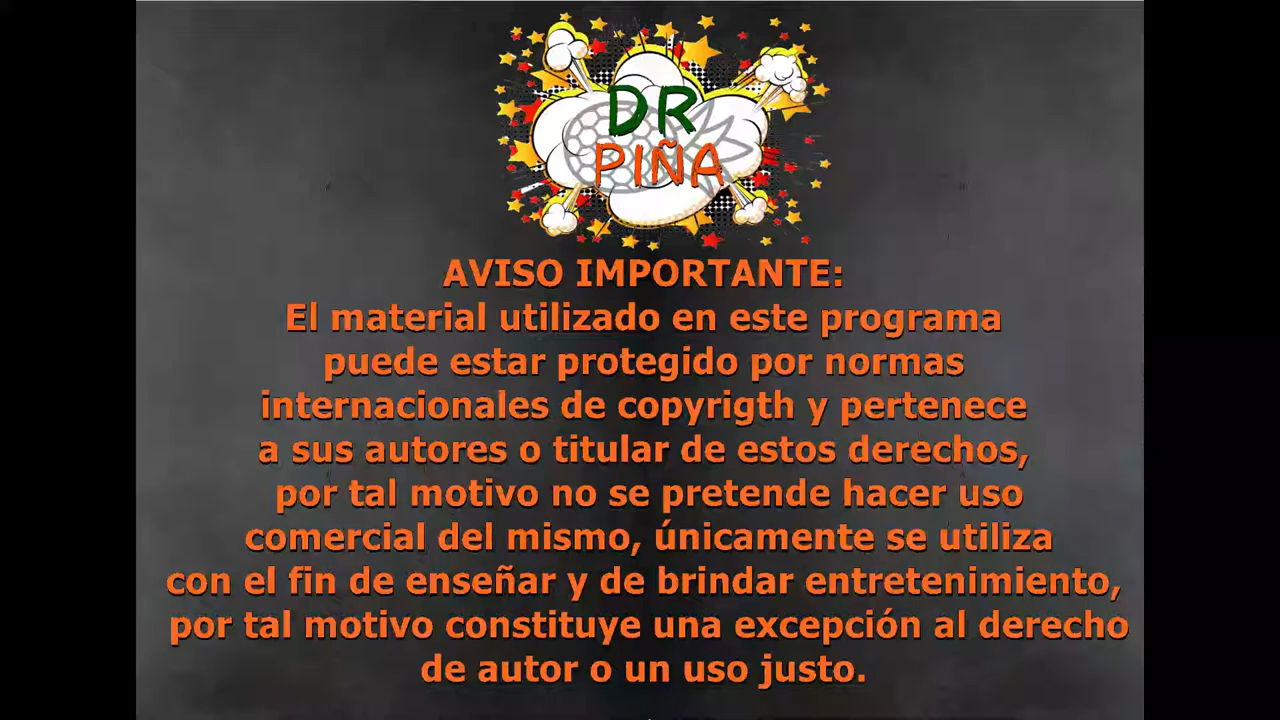 DR
PIÑA
AVISO IMPORTANTE:
El material utilizado en este programa
puede estar protegido por normas
internacionales de copyrigth y pertenece
a sus autores o titular de estos derechos,
por tal motivo no se pretende hacer uso
comercial del mismo, únicamente se utiliza
con el fin de enseñar y de brindar entretenimiento,
por tal motivo constituye una excepción al derecho
de autor o un uso justo.